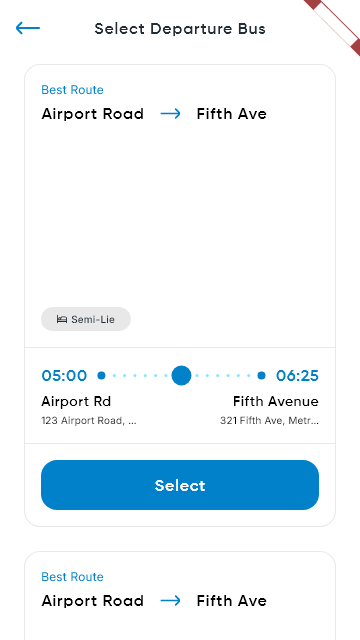 Select Departure Bus
Best Route
Airport Road → Fifth Ave
Semi-Lie
05:00 06:25
Airport Rd Fifth Avenue
123 Airport Road, ... 321 Fifth Ave, Metr...
Select
Best Route
Airport Road → Fifth Ave